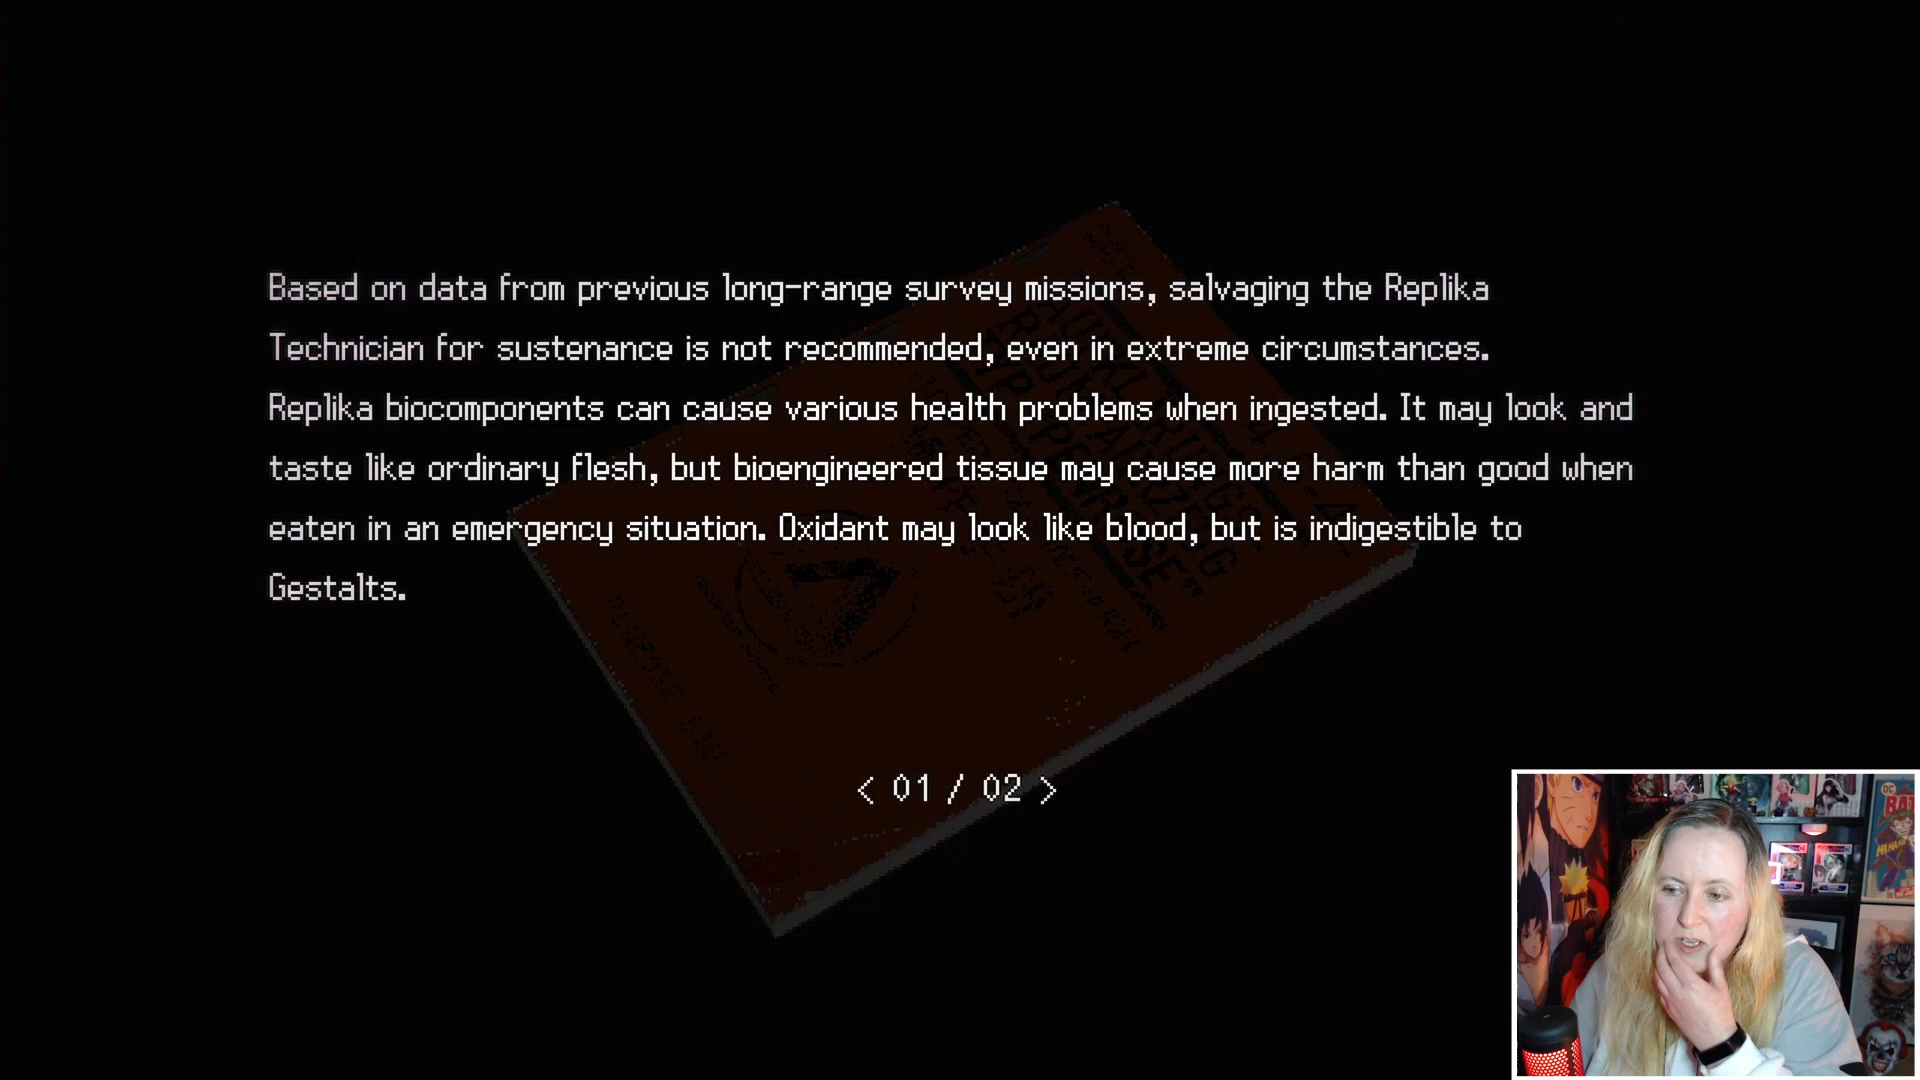 Based on data from previous long-range survey missions, salvaging the Replika
Technician for sustenance is not recommended, even in extreme circumstances.
Replika biocomponents can cause various health problems when ingested. It may look and
taste like ordinary flesh, but bioengineered tissue may cause more harm than good when
eaten in an emergency situation. Oxidant may look like blood, but is indigestible to
Gestalts.
< 01 / 02 >
DC